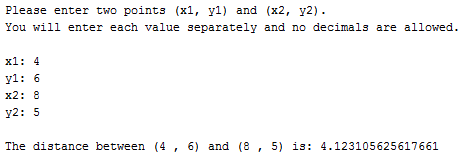 Please enter two points (x1, y1) and (x2, y2).
You will enter each value separately and no decimals are allowed.
x1: 4
y1: 6
x2: 8
y2: 5
The distance between (4 , 6) and (8 , 5) is: 4.123105625617661